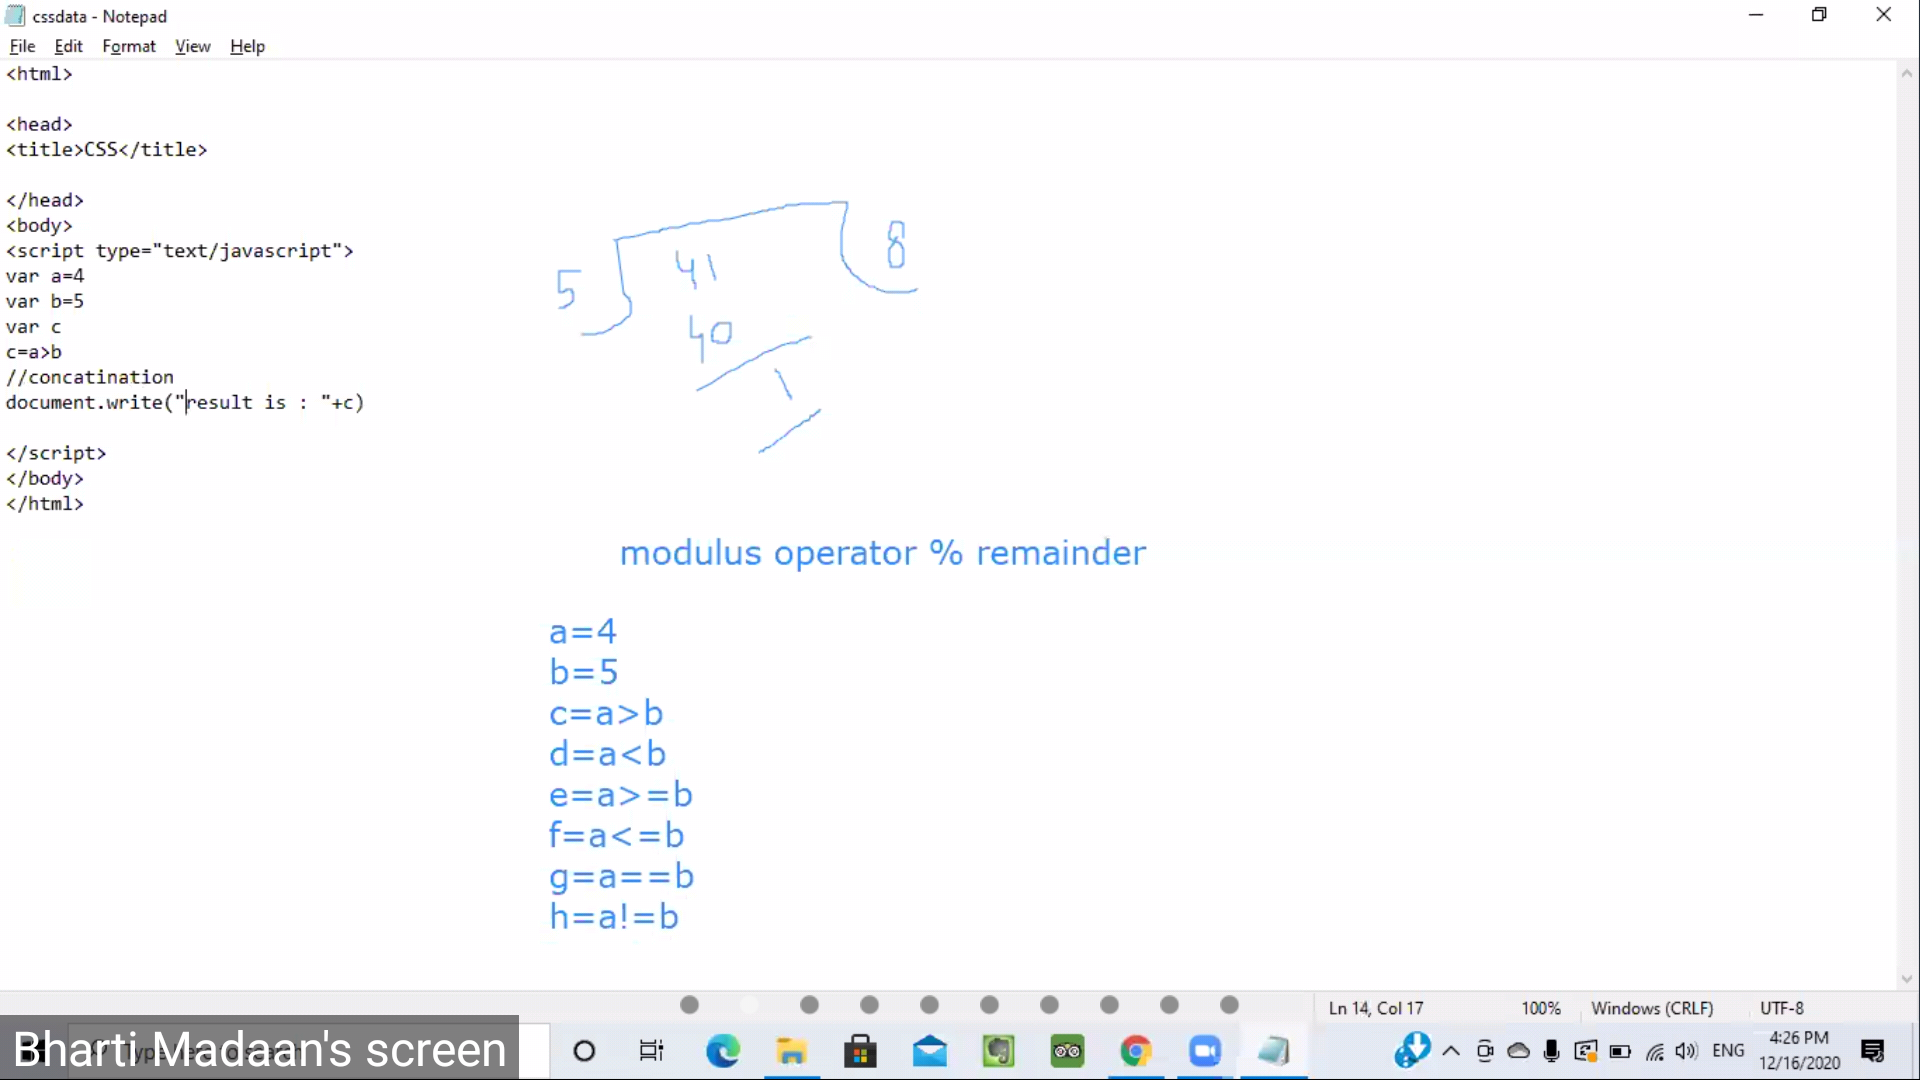 cssdata - Notepad
File Edit Format View Help
<html>
<head>
<title>CSS</title>
</head>
<body>
<script type="text/javascript">
var a=4
var b=5
var c
c=a>b
//concatination
document.write("result is : "+c)
</script>
</body>
</html>
5 41 8
40
1
modulus operator % remainder
a=4
b=5
c=a>b
d=a<b
e=a>=b
f=a<=b
g=a==b
h=a!=b
Ln 14, Col 17 100% Windows (CRLF) UTF-8
Bharti Madaan's screen
ENG
4:26 PM
12/16/2020